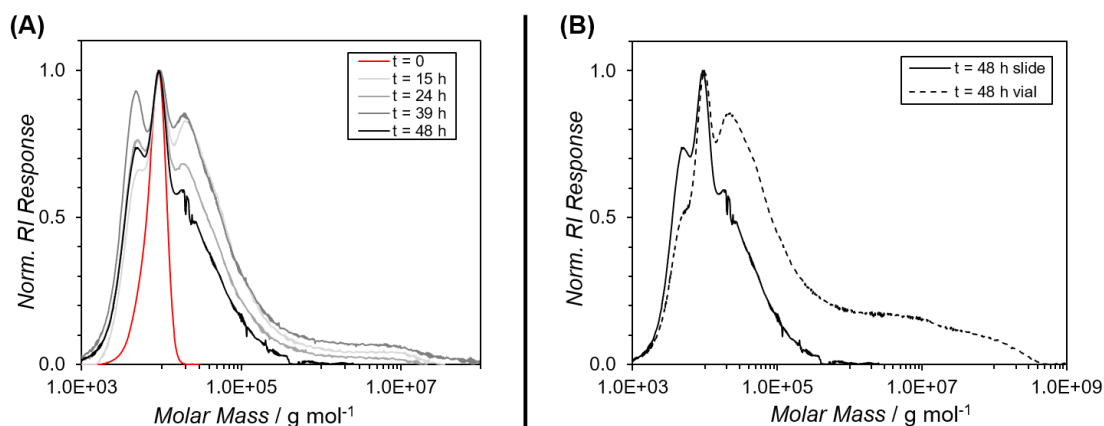 (A)
Norm. RI Response
1.0
0.5
0.0
t = 0
t = 15 h
t = 24 h
t = 39 h
t = 48 h
1.0E+03
1.0E+05
1.0E+07
Molar Mass / g mol⁻¹
(B)
Norm. RI Response
1.0
0.5
0.0
t = 48 h slide
t = 48 h vial
1.0E+03
1.0E+05
1.0E+07
1.0E+09
Molar Mass / g mol⁻¹